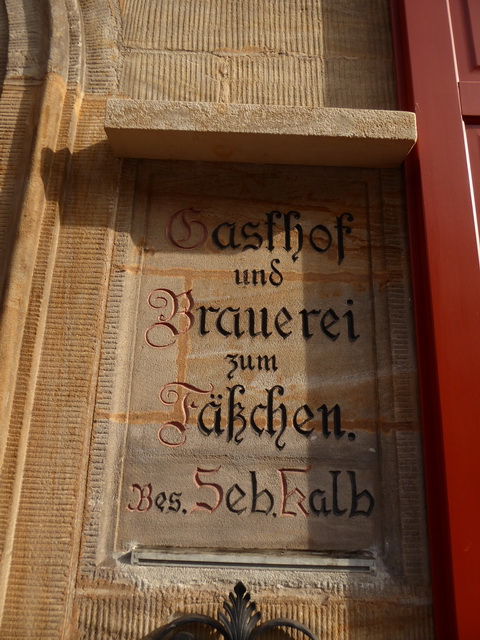 Gasthof
und
Brauerei
zum
Fäßchen.
Bes. Seb. Kalb